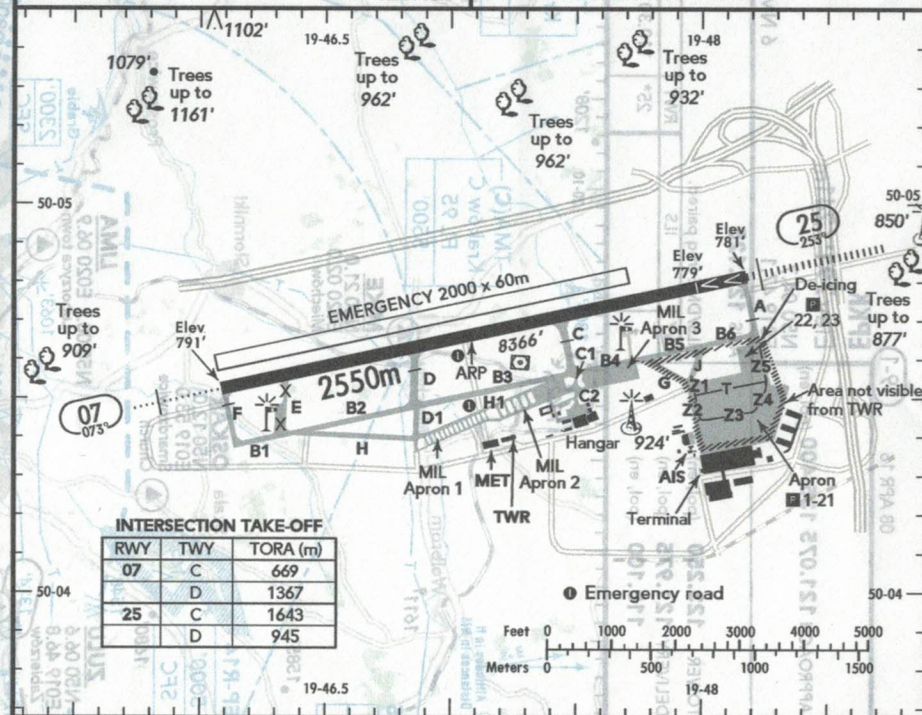 1102'
19-46.5
19-48
1079'
Trees
up to
1161'
Trees
up to
962'
Trees
up to
932'
Trees
up to
962'
50-05
50-05
850'
25
253°
Elev
781'
Elev
779'
De-icing
P
22, 23
Trees
up to
877'
EMERGENCY 2000 x 60m
MIL
Apron 3
A
B5
B6
Trees
up to
909'
Elev
791'
2550m
ARP
8366'
C
C1
B4
B3
D
J
G
Z1
T
Z5
Z4
Z2
Z3
Area not visible
from TWR
07
073°
F
X
E
X
B2
D1
H1
C2
B1
H
Hangar
924'
MIL
Apron 1
MET
MIL
Apron 2
TWR
AIS
Terminal
Apron
P 1-21
INTERSECTION TAKE-OFF
RWY TWY TORA (m)
07 C 669
D 1367
25 C 1643
D 945
50-04
50-04
Emergency road
Feet 0 1000 2000 3000 4000 5000
Meters 0 500 1000 1500
19-46.5
19-48